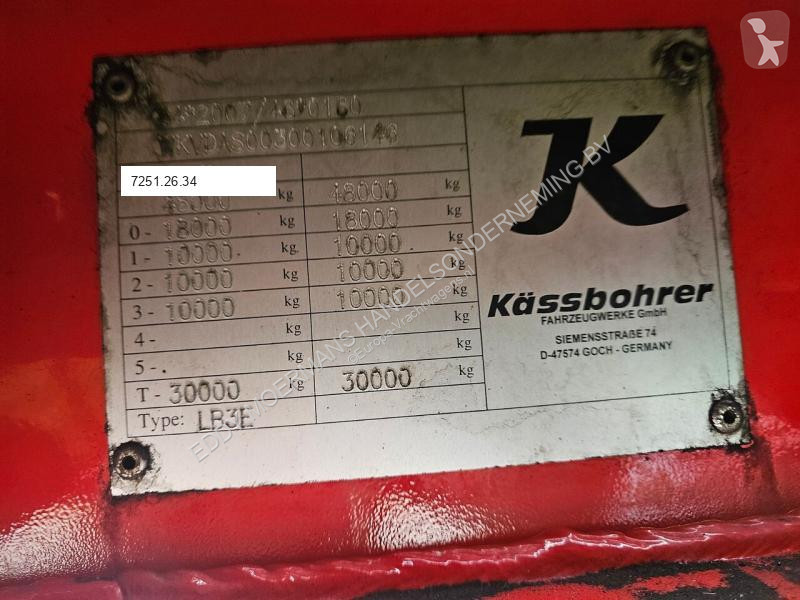 7251.26.34
48000 kg 48000 kg
0 - 18000 kg 18000 kg
1 - 10000 kg 10000 kg
2 - 10000 kg 10000 kg
3 - 10000 kg 10000 kg
4 - kg kg
5 - . kg kg
T - 30000 kg 30000 kg
Type: LB3E
K
Kässbohrer
FAHRZEUGWERKE GmbH
SIEMENSSTRAßE 74
D-47574 GOCH - GERMANY
HANDELSONDERNEMING BV